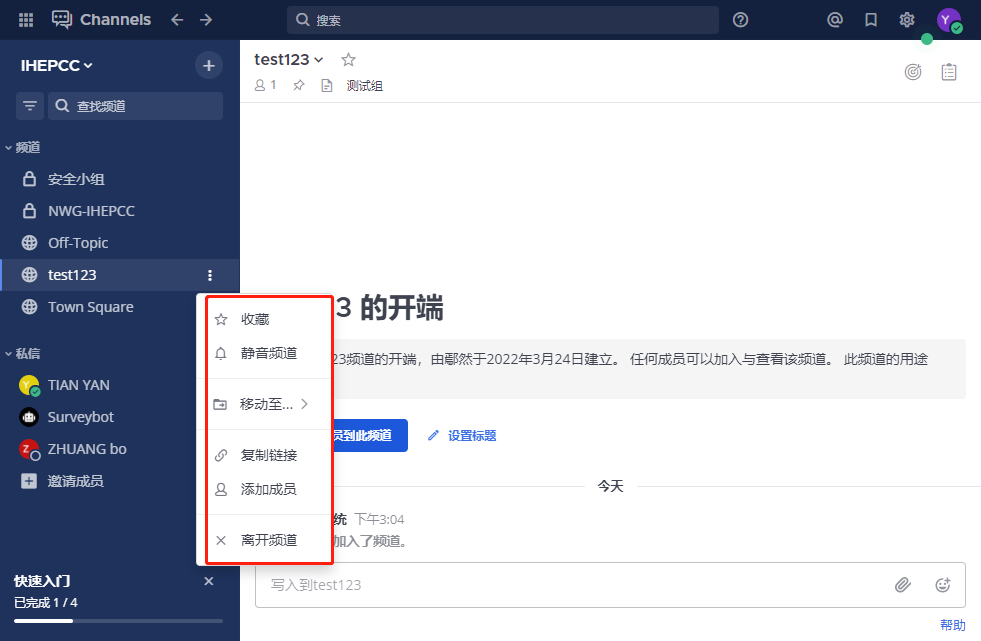 Channels
搜索
Y
IHEPCC
查找频道
频道
安全小组
NWG-IHEPCC
Off-Topic
test123
Town Square
私信
Y
TIAN YAN
Surveybot
Z
ZHUANG bo
邀请成员
快速入门
已完成 1 / 4
test123
1
测试组
收藏
静音频道
移动至...
复制链接
添加成员
离开频道
3 的开端
23频道的开端，由鄢然于2022年3月24日建立。 任何成员可以加入与查看该频道。 此频道的用途
员到此频道
设置标题
今天
统 下午3:04
加入了频道。
写入到test123
帮助